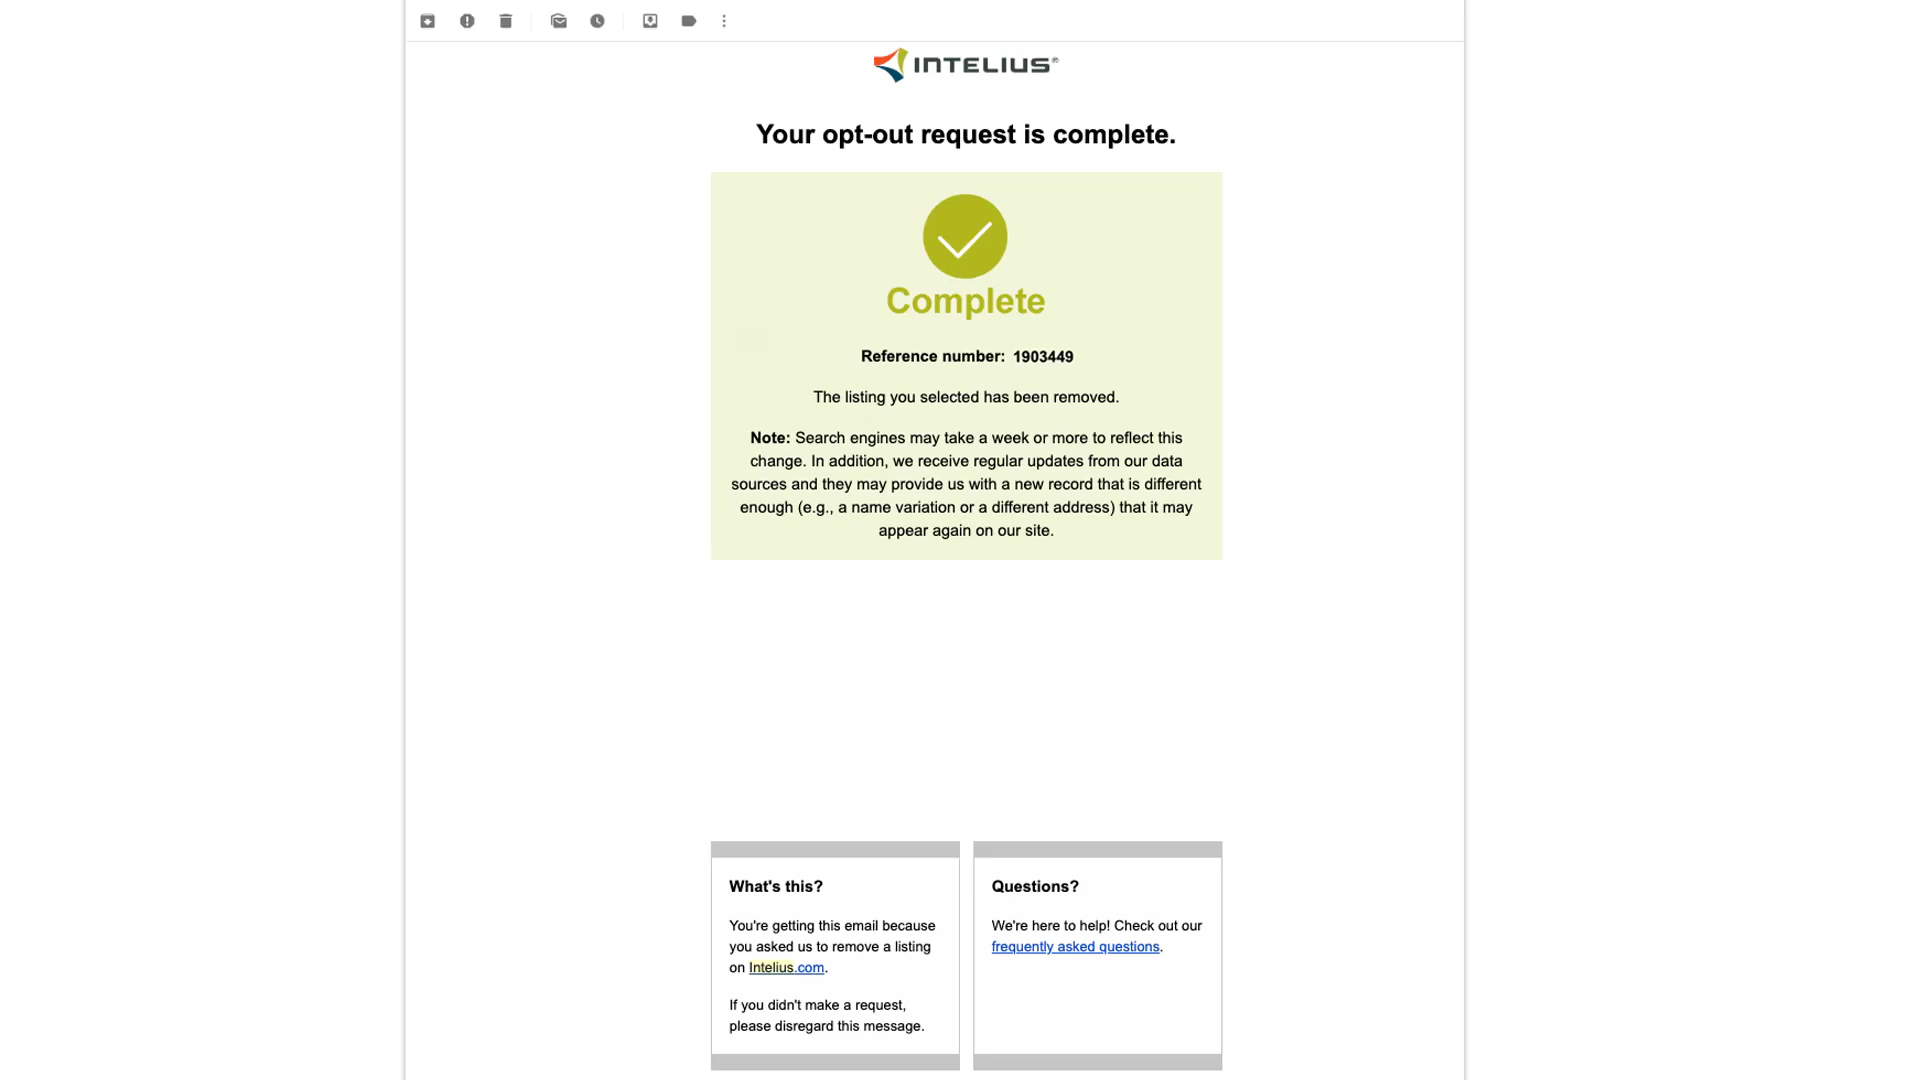 INTELIUS®
Your opt-out request is complete.
Complete
Reference number: 1903449
The listing you selected has been removed.
Note: Search engines may take a week or more to reflect this
change. In addition, we receive regular updates from our data
sources and they may provide us with a new record that is different
enough (e.g., a name variation or a different address) that it may
appear again on our site.
What's this?
You're getting this email because
you asked us to remove a listing
on Intelius.com.
If you didn't make a request,
please disregard this message.
Questions?
We're here to help! Check out our
frequently asked questions.